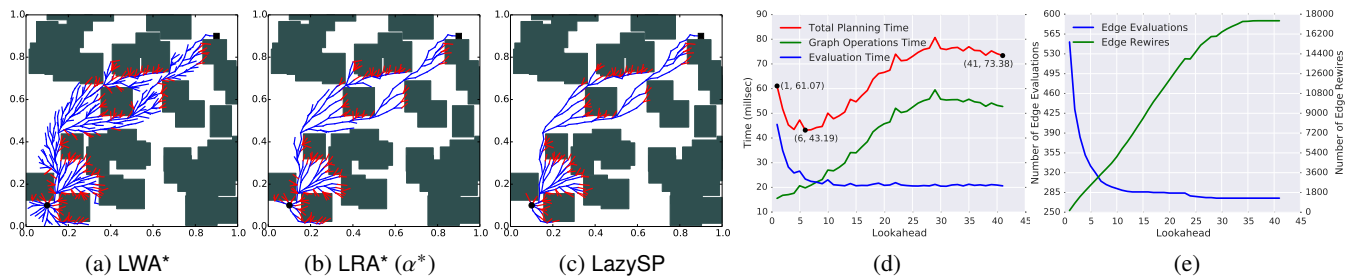 1.0
0.8
0.6
0.4
0.2
0.0
0.0 0.2 0.4 0.6 0.8 1.0
(a) LWA*
1.0
0.8
0.6
0.4
0.2
0.0
0.0 0.2 0.4 0.6 0.8 1.0
(b) LRA* (α*)
1.0
0.8
0.6
0.4
0.2
0.0
0.0 0.2 0.4 0.6 0.8 1.0
(c) LazySP
Time (millsec)
90
80
70
60
50
40
30
20
10
Total Planning Time
Graph Operations Time
Evaluation Time
(1, 61.07)
(6, 43.19)
(41, 73.38)
0 5 10 15 20 25 30 35 40 45
Lookahead
(d)
Number of Edge Evaluations
600
565
530
495
460
425
390
355
320
285
250
Edge Evaluations
Edge Rewires
18000
16200
14400
12600
10800
9000
7200
5400
3600
1800
0
Number of Edge Rewires
0 5 10 15 20 25 30 35 40 45
Lookahead
(e)